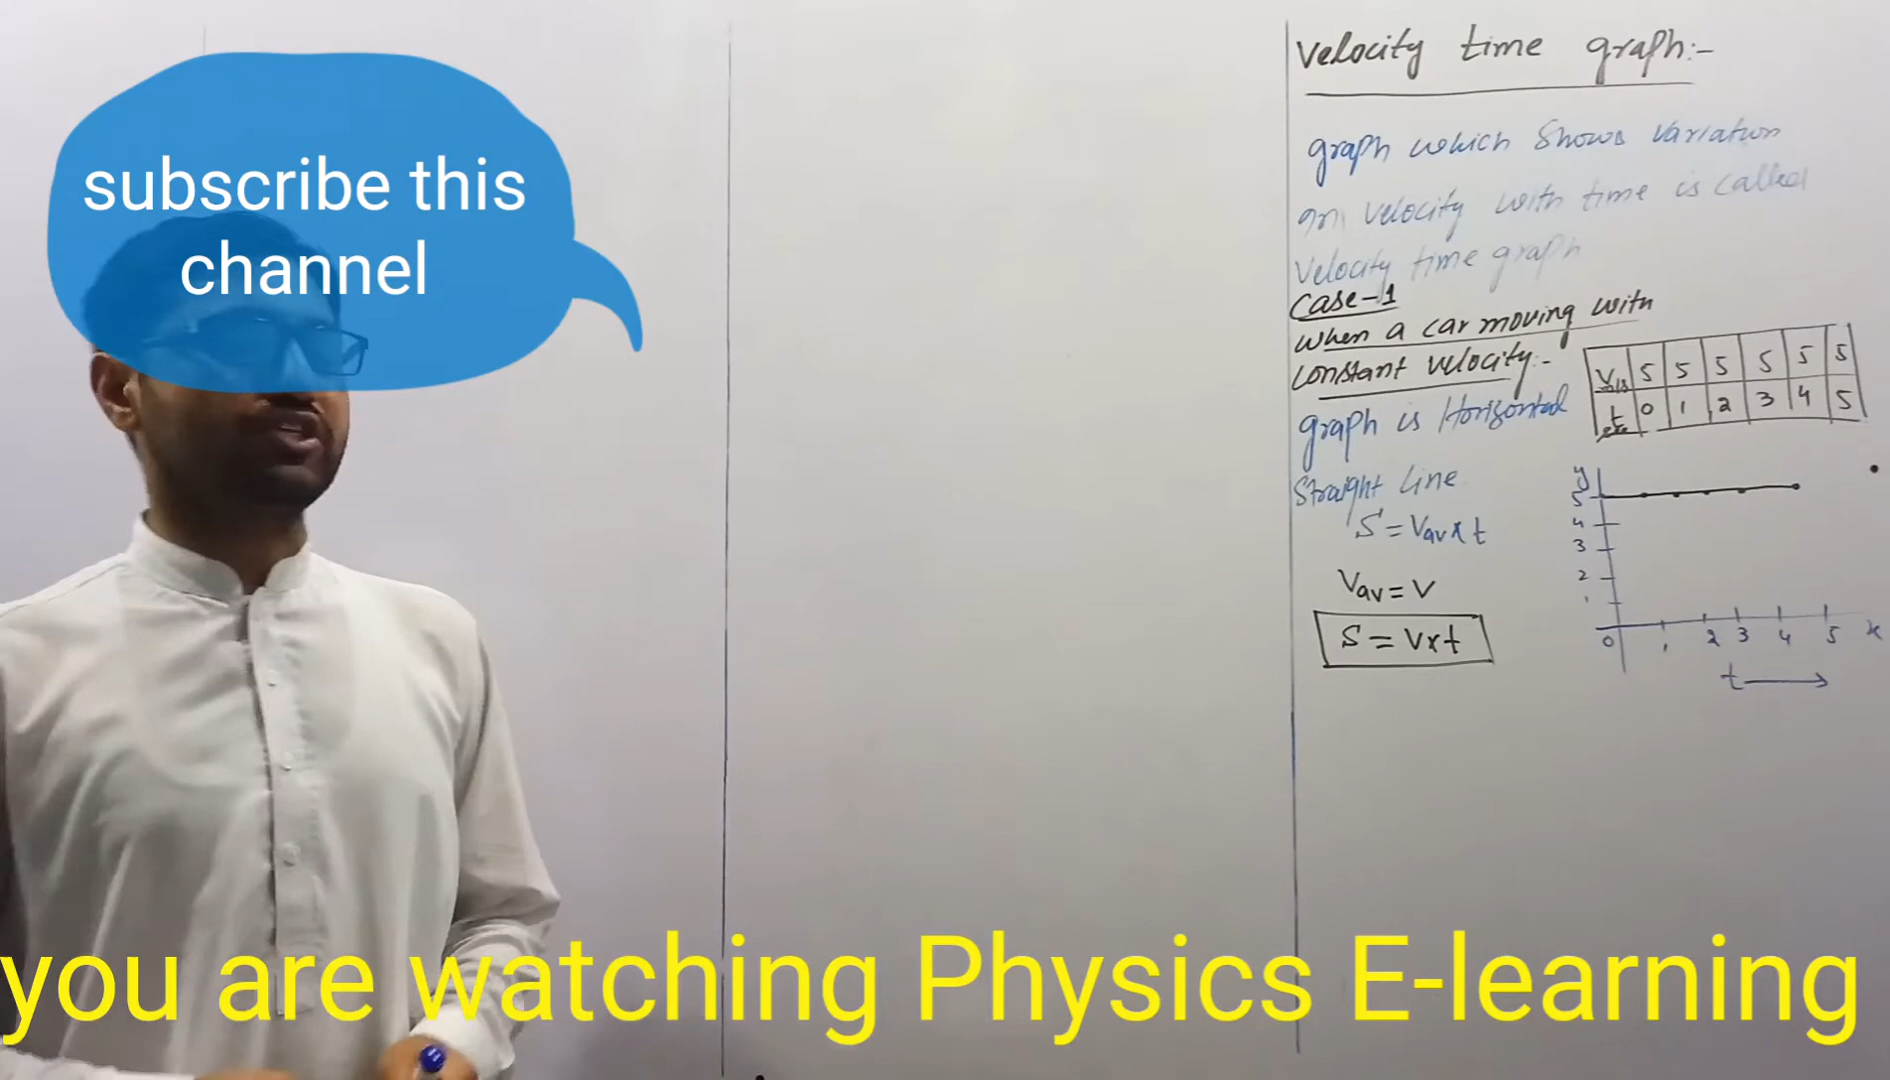 subscribe this
channel
Velocity time graph:-
graph which Shows Variation
in Velocity with time is called
Velocity time graph
Case-1
when a car moving with
Constant velocity:-
graph is Horizontal
Straight Line
S = Vav x t
Vav = V
S = V x t
V m/s 5 5 5 5 5 5
t 0 1 2 3 4 5
y
5
4
3
2
1
0 1 2 3 4 5 x
t
you are watching Physics E-learning